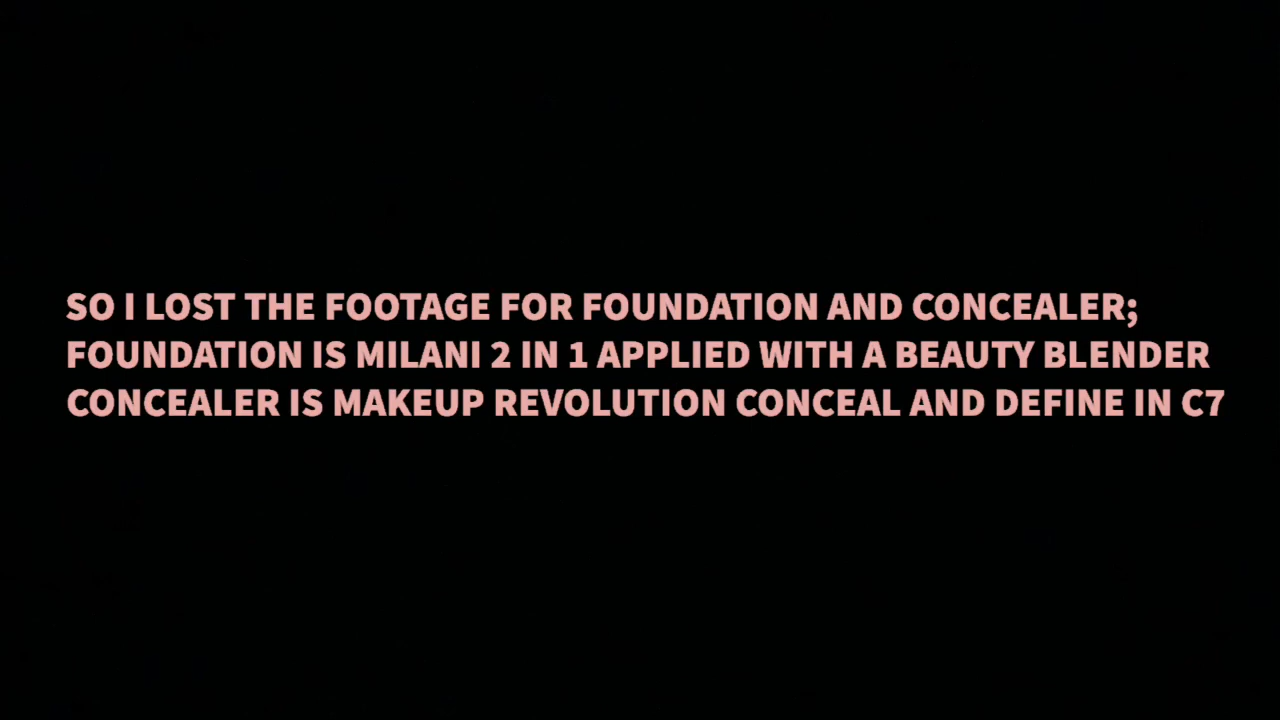 SO I LOST THE FOOTAGE FOR FOUNDATION AND CONCEALER;
FOUNDATION IS MILANI 2 IN 1 APPLIED WITH A BEAUTY BLENDER
CONCEALER IS MAKEUP REVOLUTION CONCEAL AND DEFINE IN C7